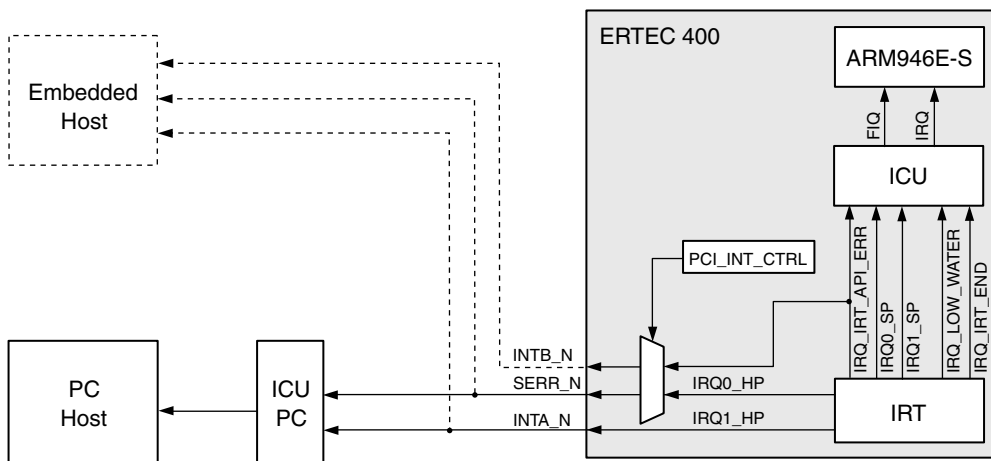 ERTEC 400
ARM946E-S
Embedded
Host
FIQ
IRQ
ICU
PCI_INT_CTRL
IRQ_IRT_API_ERR
IRQ0_SP
IRQ1_SP
IRQ_LOW_WATER
IRQ_IRT_END
INTB_N
PC
Host
ICU
PC
SERR_N
IRQ0_HP
INTA_N
IRQ1_HP
IRT